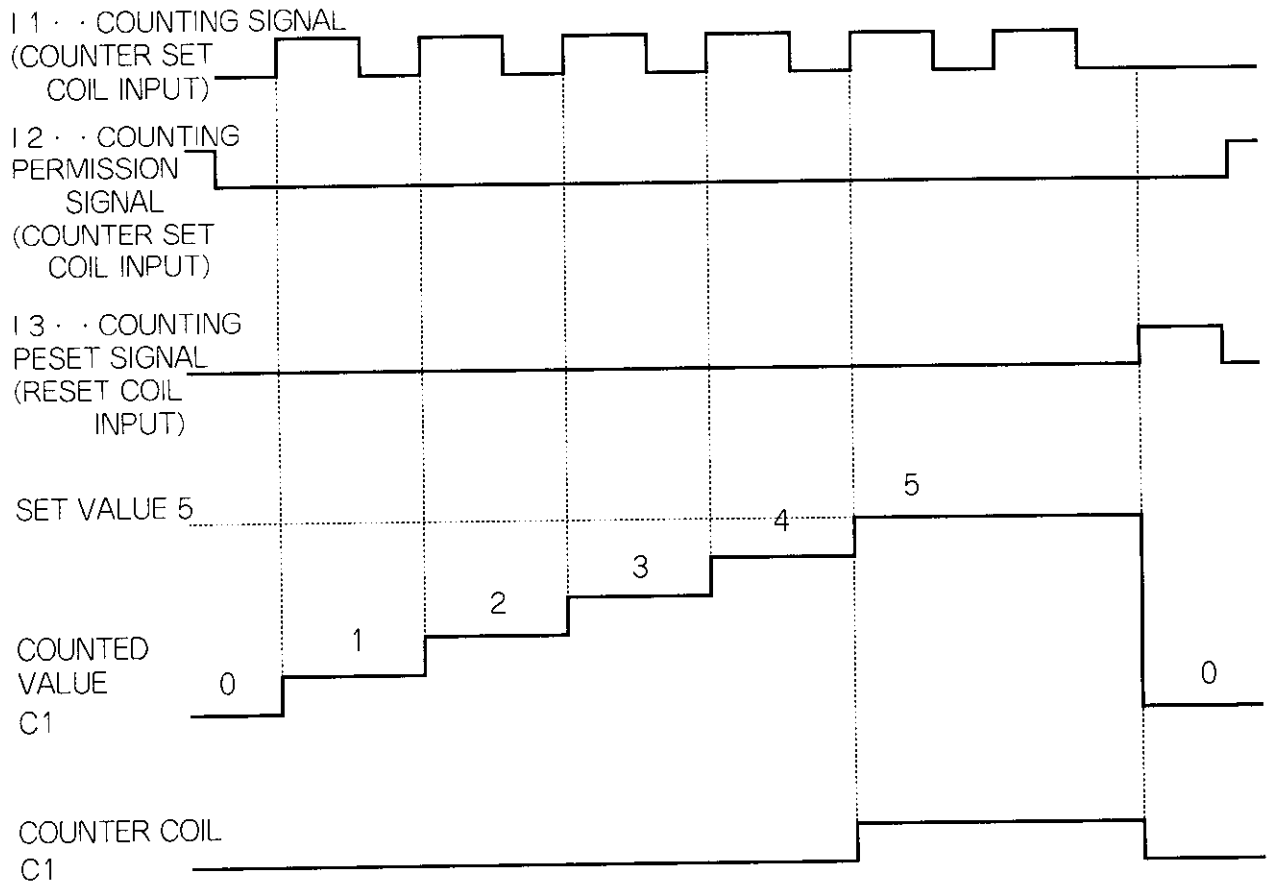 I 1 · · COUNTING SIGNAL
(COUNTER SET
COIL INPUT)
I 2 · · COUNTING
PERMISSION
SIGNAL
(COUNTER SET
COIL INPUT)
I 3 · · COUNTING
PESET SIGNAL
(RESET COIL
INPUT)
SET VALUE 5
5
4
3
2
1
COUNTED
VALUE
C1
0
0
COUNTER COIL
C1